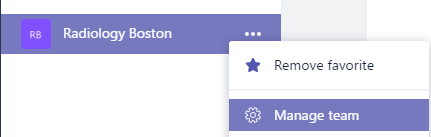 RB Radiology Boston ...
Remove favorite
Manage team